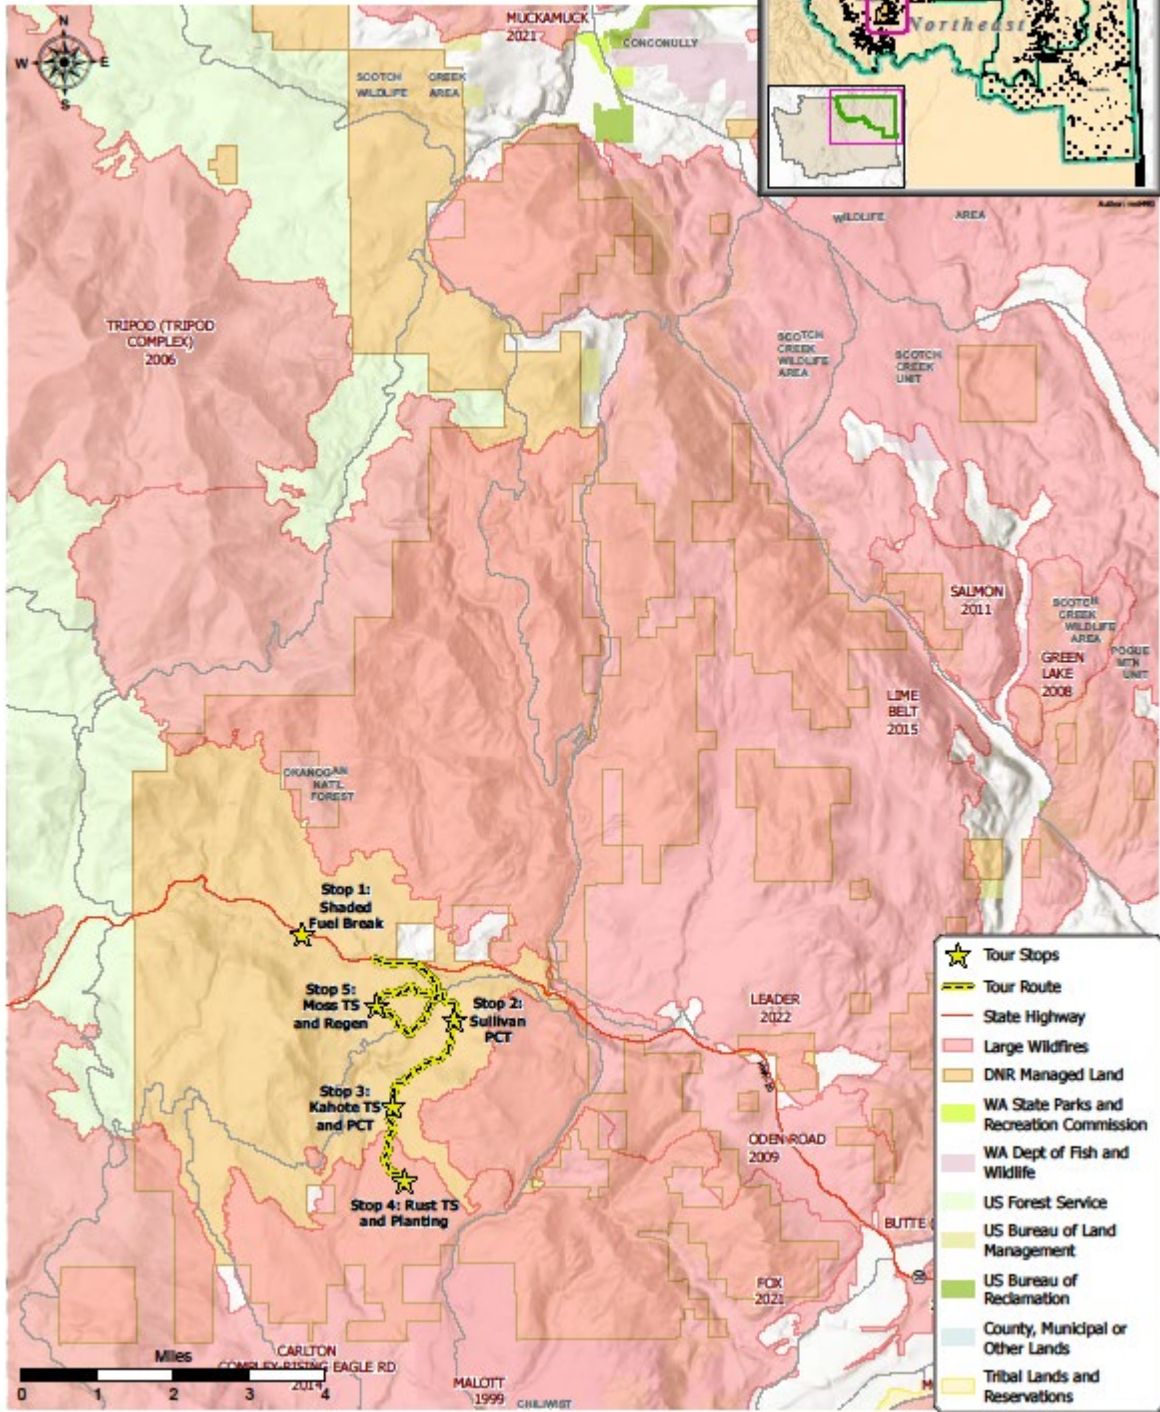 MUCKAMUCK
2021
Northeast
CONCONULLY
N
W E
S
SCOTCH CREEK
WILDLIFE AREA
WILDLIFE AREA
TRIPOD (TRIPOD
COMPLEX)
2006
SCOTCH
CREEK
WILDLIFE
AREA
SCOTCH
CREEK
UNIT
SALMON
2011
SCOTCH
CREEK
WILDLIFE
AREA
GREEN
LAKE
2008
POGUE
MTN
UNIT
LIME
BELT
2015
OKANOGAN
NAT'L
FOREST
Stop 1:
Shaded
Fuel Break
Stop 5:
Moss TS
and Regen
Stop 2:
Sullivan
PCT
LEADER
2022
Stop 3:
Kahote TS
and PCT
ODEN ROAD
2009
Stop 4: Rust TS
and Planting
BUTTE
20
FOX
2021
CARLTON
COMPLEX-RISING EAGLE RD
2014
MALOTT
1999
CHILIWIST
Miles
0 1 2 3 4
Tour Stops
Tour Route
State Highway
Large Wildfires
DNR Managed Land
WA State Parks and
Recreation Commission
WA Dept of Fish and
Wildlife
US Forest Service
US Bureau of Land
Management
US Bureau of
Reclamation
County, Municipal or
Other Lands
Tribal Lands and
Reservations